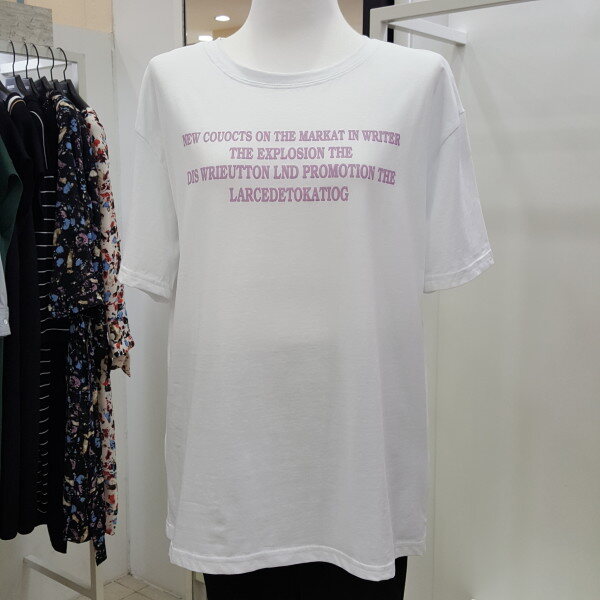 NEW COUOCTS ON THE MARKAT IN WRITER
THE EXPLOSION THE
DIS WRIEUTTON LND PROMOTION THE
LARCEDETOKATIOG